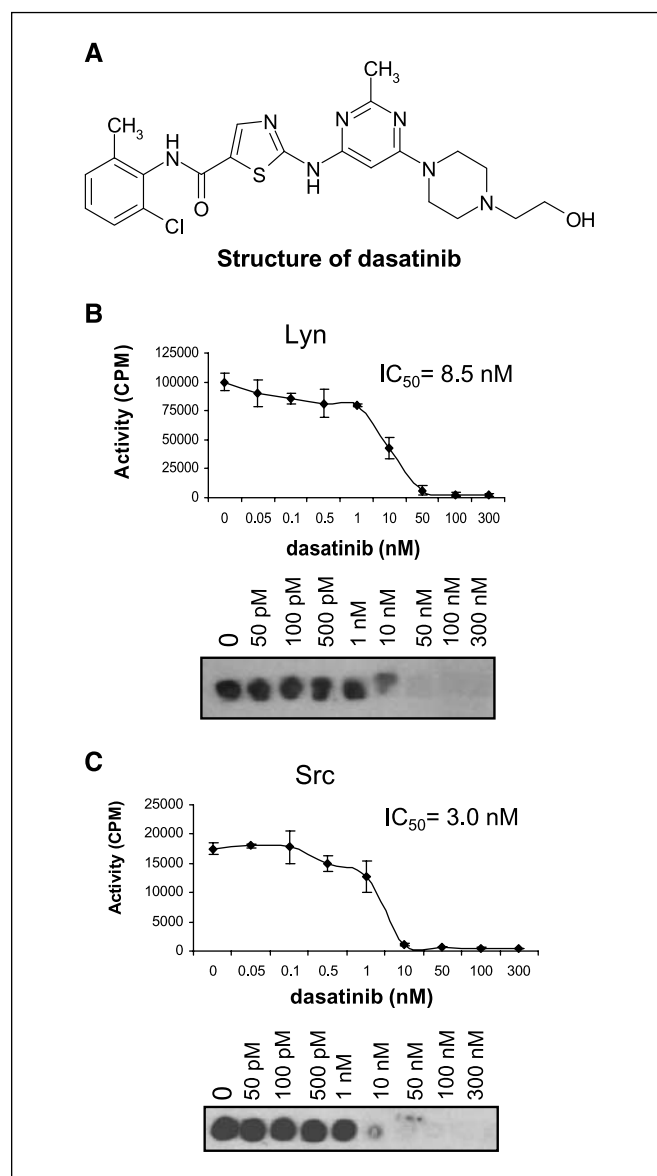 A
CH3
CH3
H
N
N
N
N
O
S
N
H
N
N
Cl
OH
Structure of dasatinib
B
Lyn
IC50= 8.5 nM
Activity (CPM)
125000
100000
75000
50000
25000
0
0 0.05 0.1 0.5 1 10 50 100 300
dasatinib (nM)
0 50 pM 100 pM 500 pM 1 nM 10 nM 50 nM 100 nM 300 nM
C
Src
IC50= 3.0 nM
Activity (CPM)
25000
20000
15000
10000
5000
0
0 0.05 0.1 0.5 1 10 50 100 300
dasatinib (nM)
0 50 pM 100 pM 500 pM 1 nM 10 nM 50 nM 100 nM 300 nM